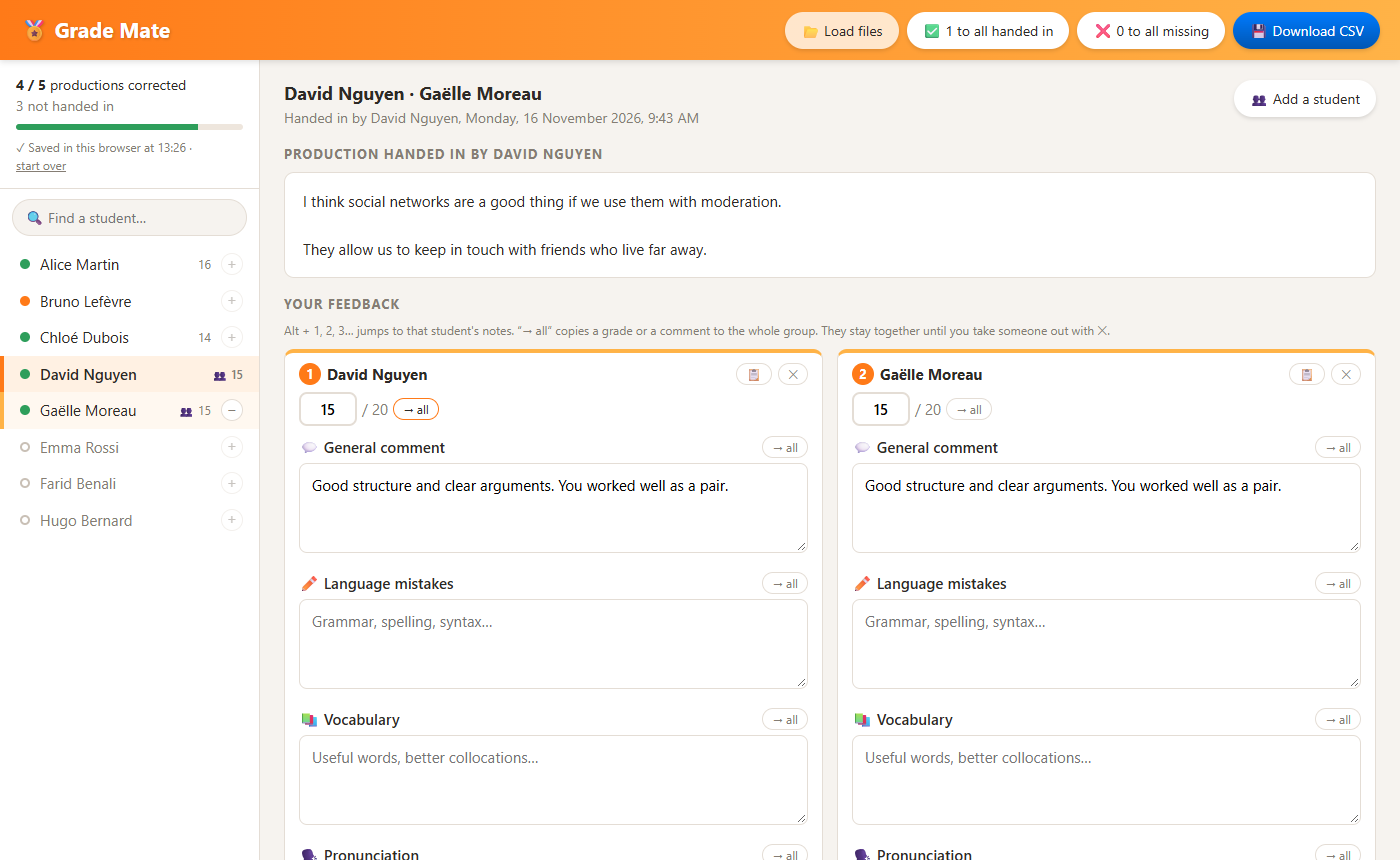 Grade Mate
Load files
1 to all handed in
0 to all missing
Download CSV
4 / 5 productions corrected
3 not handed in
✓ Saved in this browser at 13:26 ·
start over
Find a student...
Alice Martin 16 +
Bruno Lefèvre +
Chloé Dubois 14 +
David Nguyen 15
Gaëlle Moreau 15 −
Emma Rossi +
Farid Benali +
Hugo Bernard +
David Nguyen · Gaëlle Moreau
Handed in by David Nguyen, Monday, 16 November 2026, 9:43 AM
Add a student
PRODUCTION HANDED IN BY DAVID NGUYEN
I think social networks are a good thing if we use them with moderation.
They allow us to keep in touch with friends who live far away.
YOUR FEEDBACK
Alt + 1, 2, 3... jumps to that student's notes. "→ all" copies a grade or a comment to the whole group. They stay together until you take someone out with ✕.
1 David Nguyen ✕
15 / 20 → all
General comment → all
Good structure and clear arguments. You worked well as a pair.
Language mistakes → all
Grammar, spelling, syntax...
Vocabulary → all
Useful words, better collocations...
Pronunciation → all
2 Gaëlle Moreau ✕
15 / 20 → all
General comment → all
Good structure and clear arguments. You worked well as a pair.
Language mistakes → all
Grammar, spelling, syntax...
Vocabulary → all
Useful words, better collocations...
Pronunciation → all